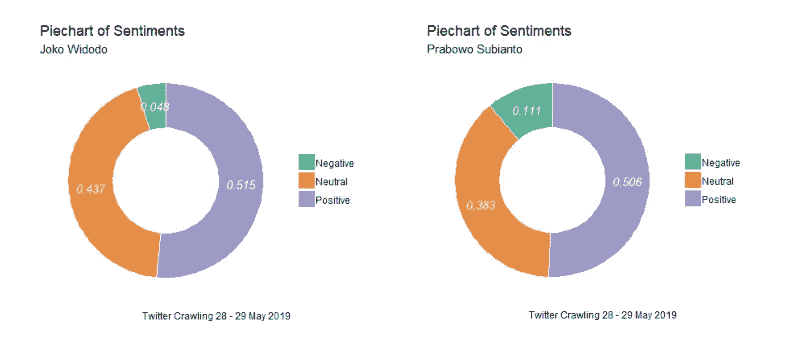 Piechart of Sentiments
Joko Widodo
0.048
0.437
0.515
Negative
Neutral
Positive
Twitter Crawling 28 - 29 May 2019
Piechart of Sentiments
Prabowo Subianto
0.111
0.383
0.506
Negative
Neutral
Positive
Twitter Crawling 28 - 29 May 2019